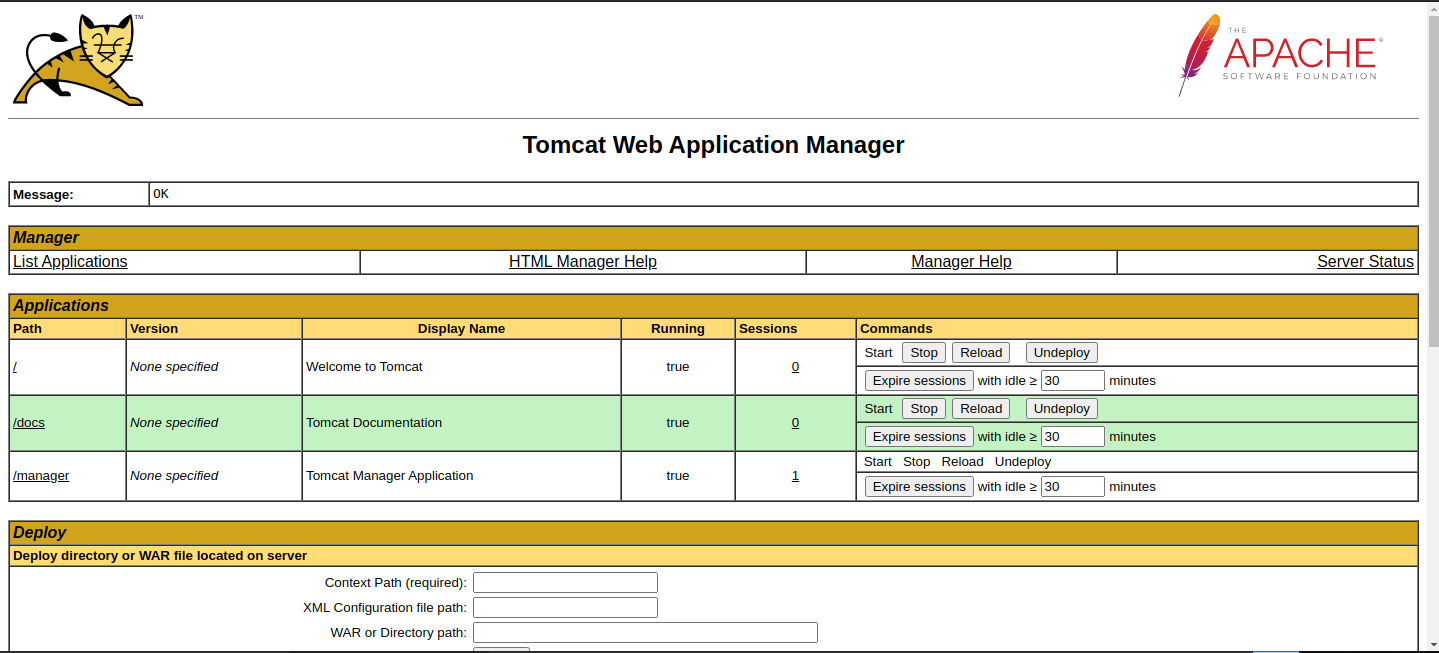 TM
THE
APACHE®
SOFTWARE FOUNDATION
Tomcat Web Application Manager
Message: OK
Manager
List Applications HTML Manager Help Manager Help Server Status
Applications
Path Version Display Name Running Sessions Commands
/ None specified Welcome to Tomcat true 0 Start Stop Reload Undeploy
Expire sessions with idle ≥ 30 minutes
/docs None specified Tomcat Documentation true 0 Start Stop Reload Undeploy
Expire sessions with idle ≥ 30 minutes
/manager None specified Tomcat Manager Application true 1 Start Stop Reload Undeploy
Expire sessions with idle ≥ 30 minutes
Deploy
Deploy directory or WAR file located on server
Context Path (required):
XML Configuration file path:
WAR or Directory path: